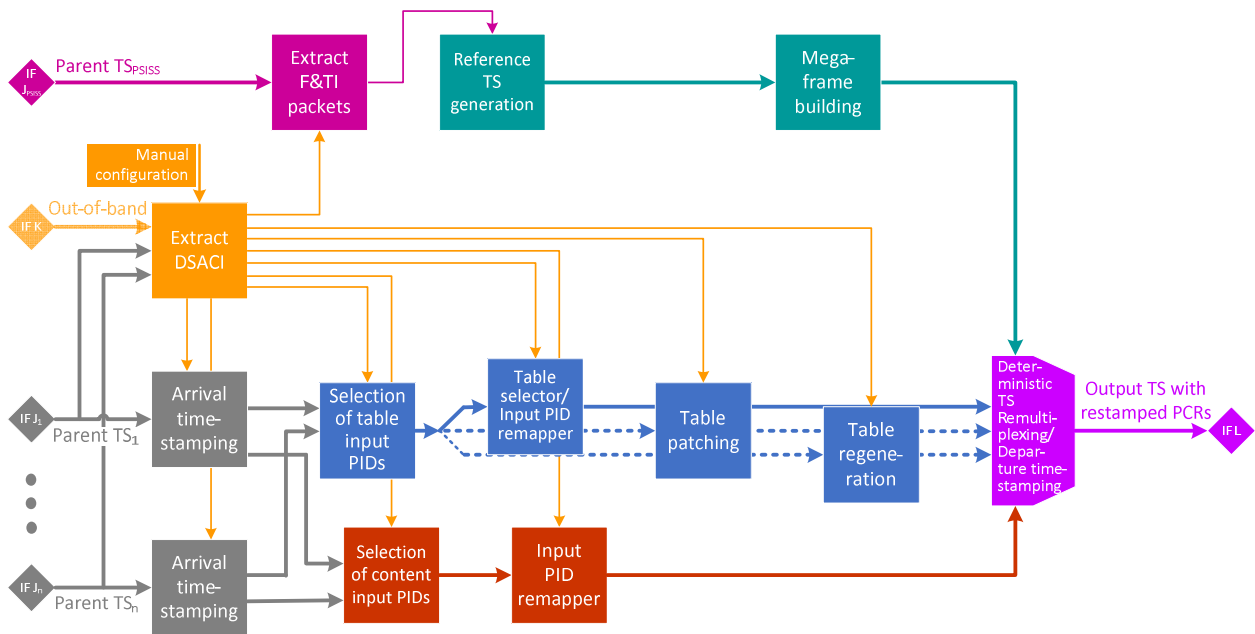 IF
JPSISS
Parent TSPSISS
Extract
F&TI
packets
Reference
TS
generation
Mega-
frame
building
Manual
configuration
IF K
Out-of-band
Extract
DSACI
IF J1
Parent TS1
Arrival
time-
stamping
Selection
of table
input
PIDs
Table
selector/
Input PID
remapper
Table
patching
Table
regene-
ration
Deter-
ministic
TS
Remulti-
plexing/
Depar-
ture time-
stamping
Output TS with
restamped PCRs
IF L
IF Jn
Parent TSn
Arrival
time-
stamping
Selection
of content
input PIDs
Input
PID
remapper